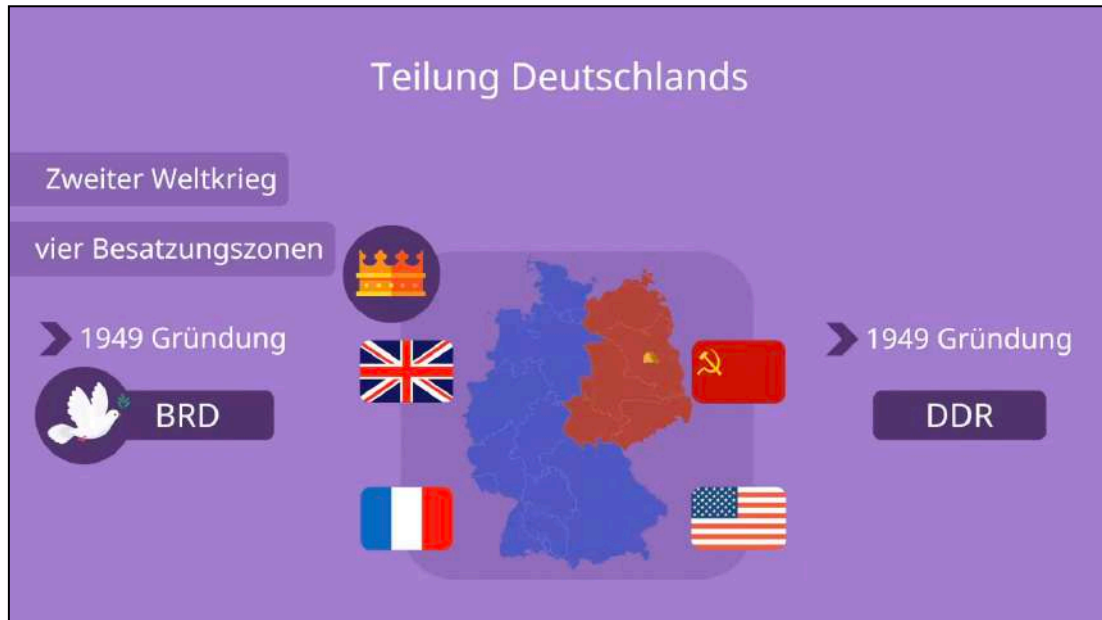 Teilung Deutschlands
Zweiter Weltkrieg
vier Besatzungszonen
1949 Gründung
BRD
1949 Gründung
DDR